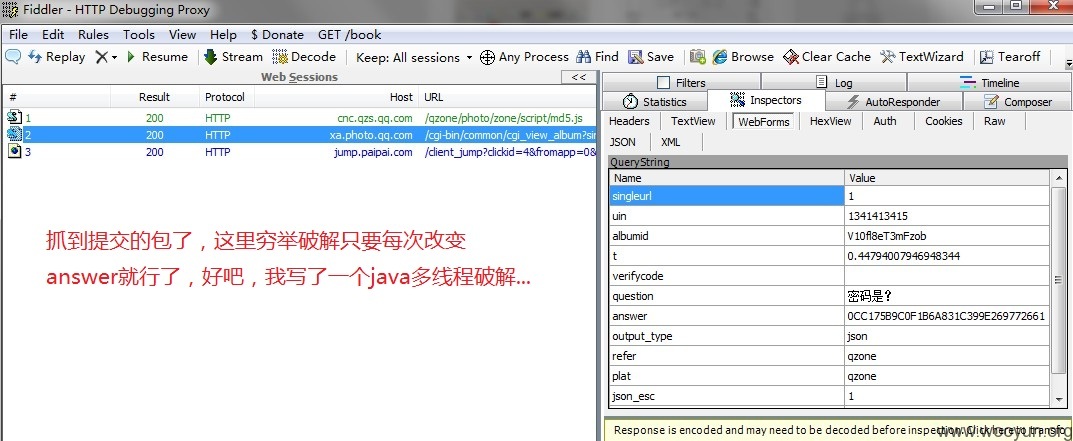 Fiddler - HTTP Debugging Proxy
File Edit Rules Tools View Help $ Donate GET /book
Replay Resume Stream Decode Keep: All sessions Any Process Find Save Browse Clear Cache TextWizard Tearoff
Web Sessions <<
# Result Protocol Host URL
1 200 HTTP cnc.qzs.qq.com /qzone/photo/zone/script/md5.js
2 200 HTTP xa.photo.qq.com /cgi-bin/common/cgi_view_album?sin
3 200 HTTP jump.paipai.com /client_jump?clickid=4&fromapp=0&
抓到提交的包了，这里穷举破解只要每次改变
answer就行了，好吧，我写了一个java多线程破解...
Filters Log Timeline
Statistics Inspectors AutoResponder Composer
Headers TextView WebForms HexView Auth Cookies Raw
JSON XML
QueryString
Name Value
singleurl 1
uin 1341413415
albumid V10fl8eT3mFzob
t 0.44794007946948344
verifycode
question 密码是?
answer 0CC175B9C0F1B6A831C399E269772661
output_type json
refer qzone
plat qzone
json_esc 1
Response is encoded and may need to be decoded before inspection. Click here to transfo
www.wooyun.org